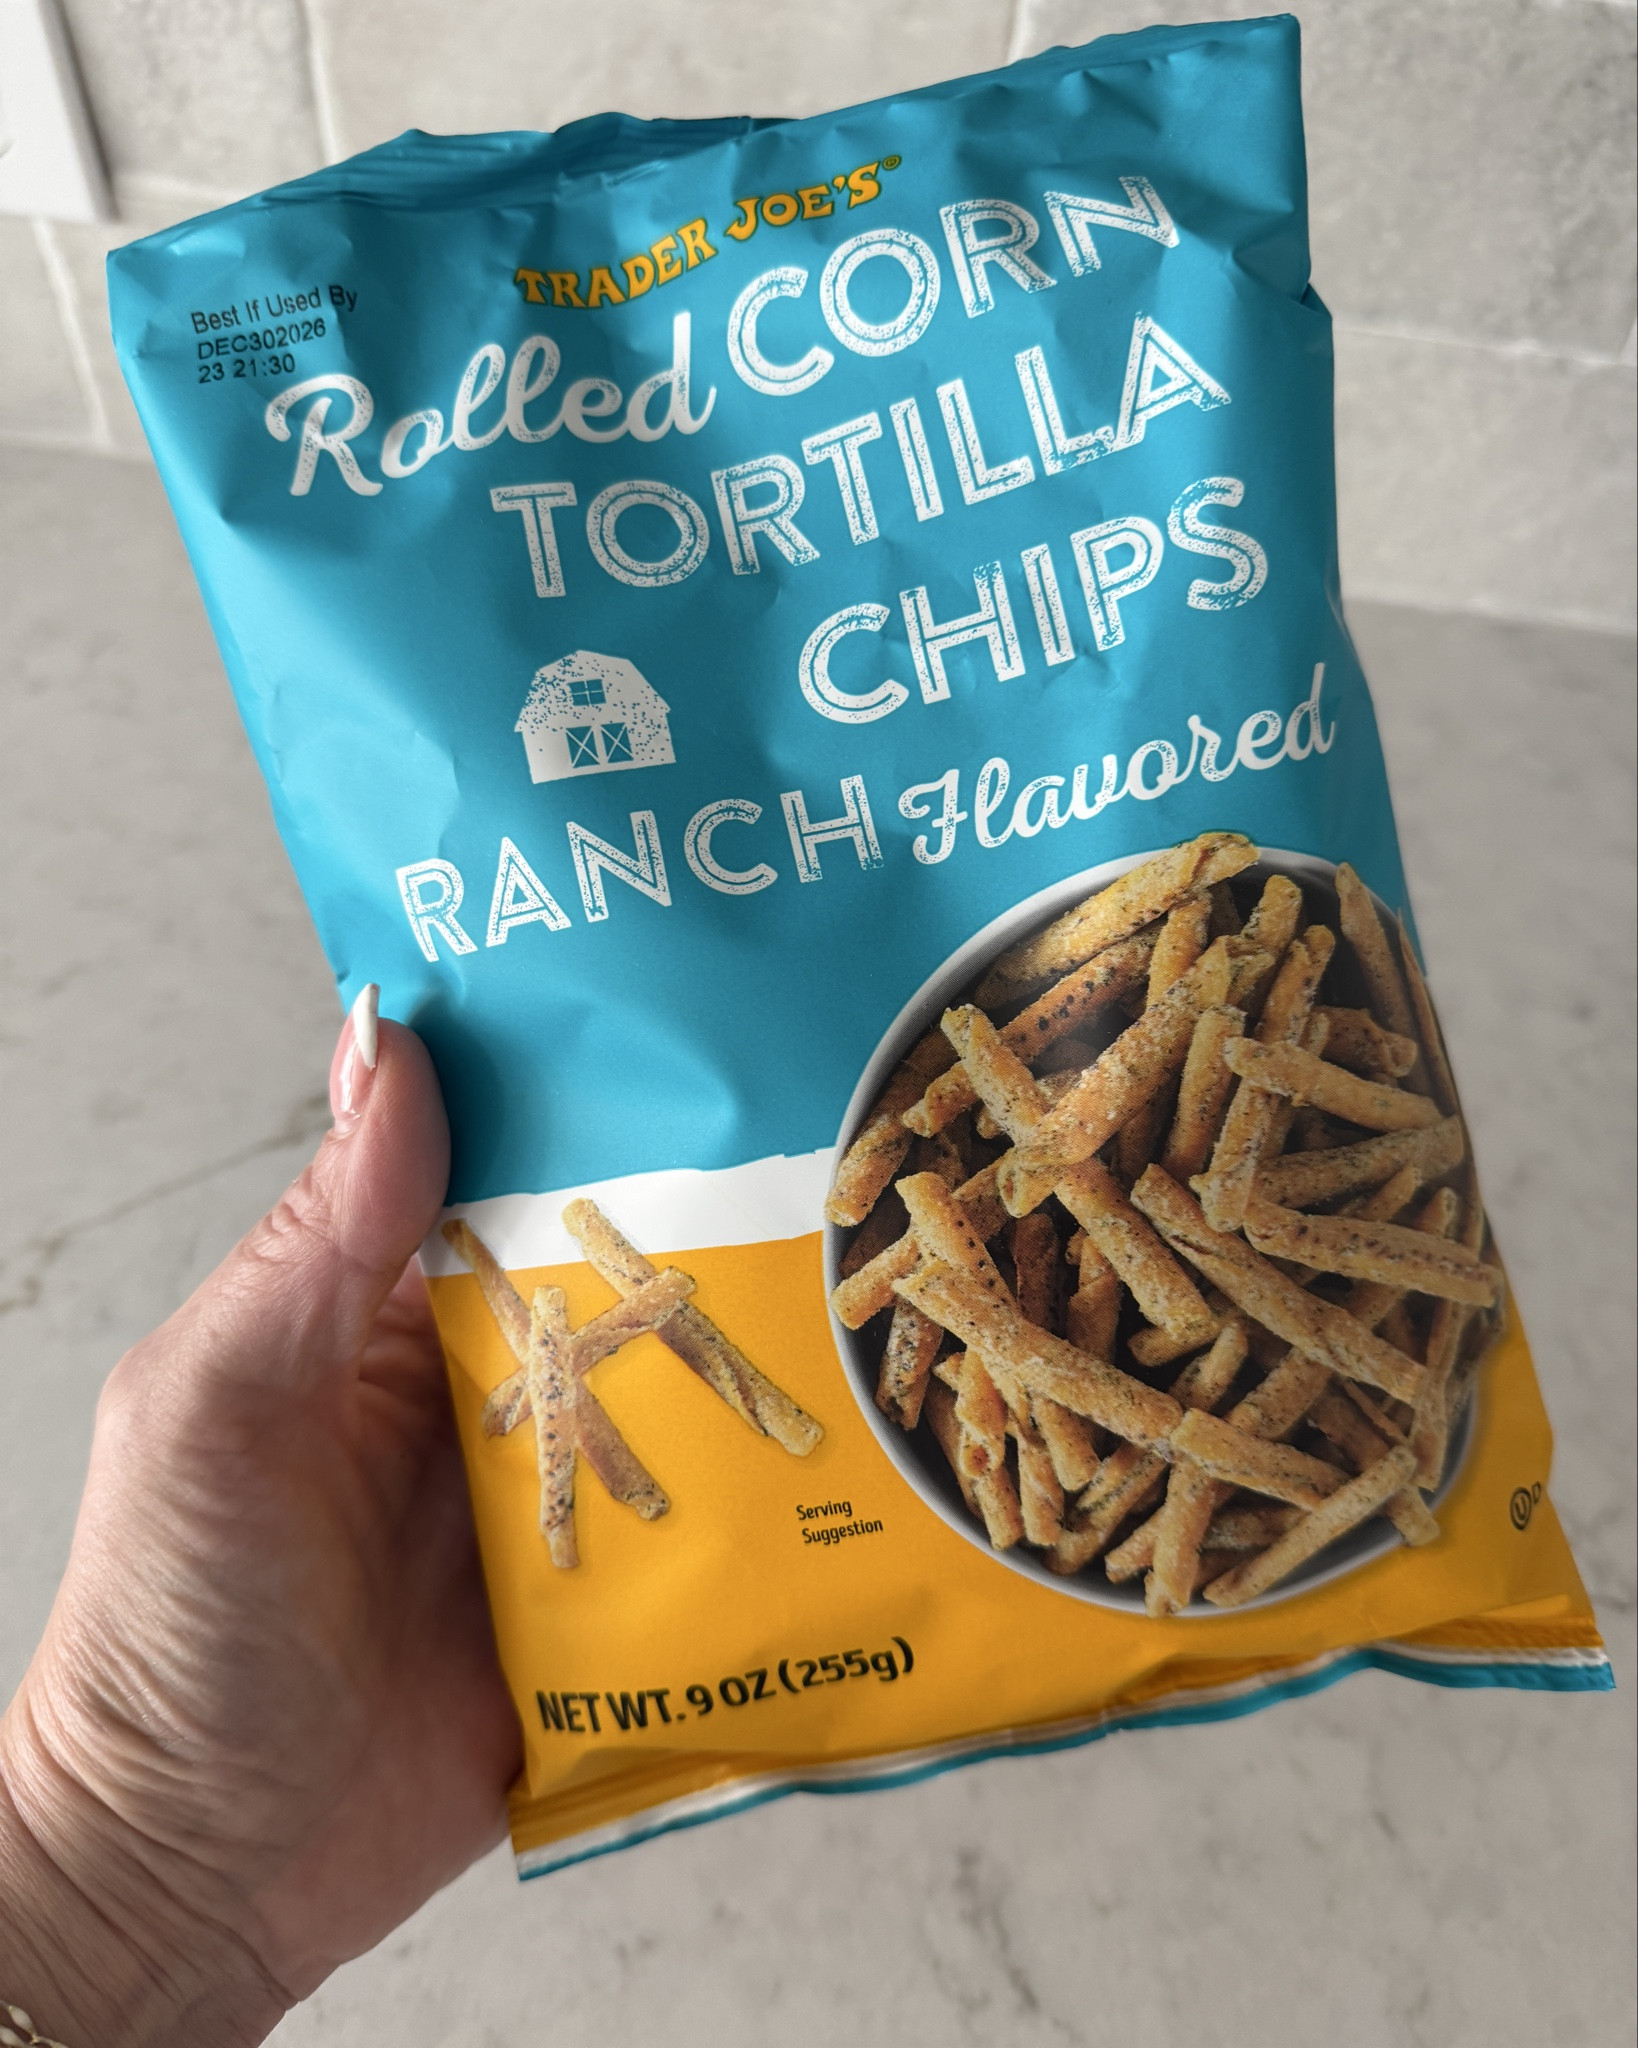 TRADER JOE'S®
Best If Used By
DEC302026
23 21:30
Rolled CORN
TORTILLA
CHIPS
RANCH Flavored
Serving
Suggestion
U D
NET WT. 9 OZ (255g)